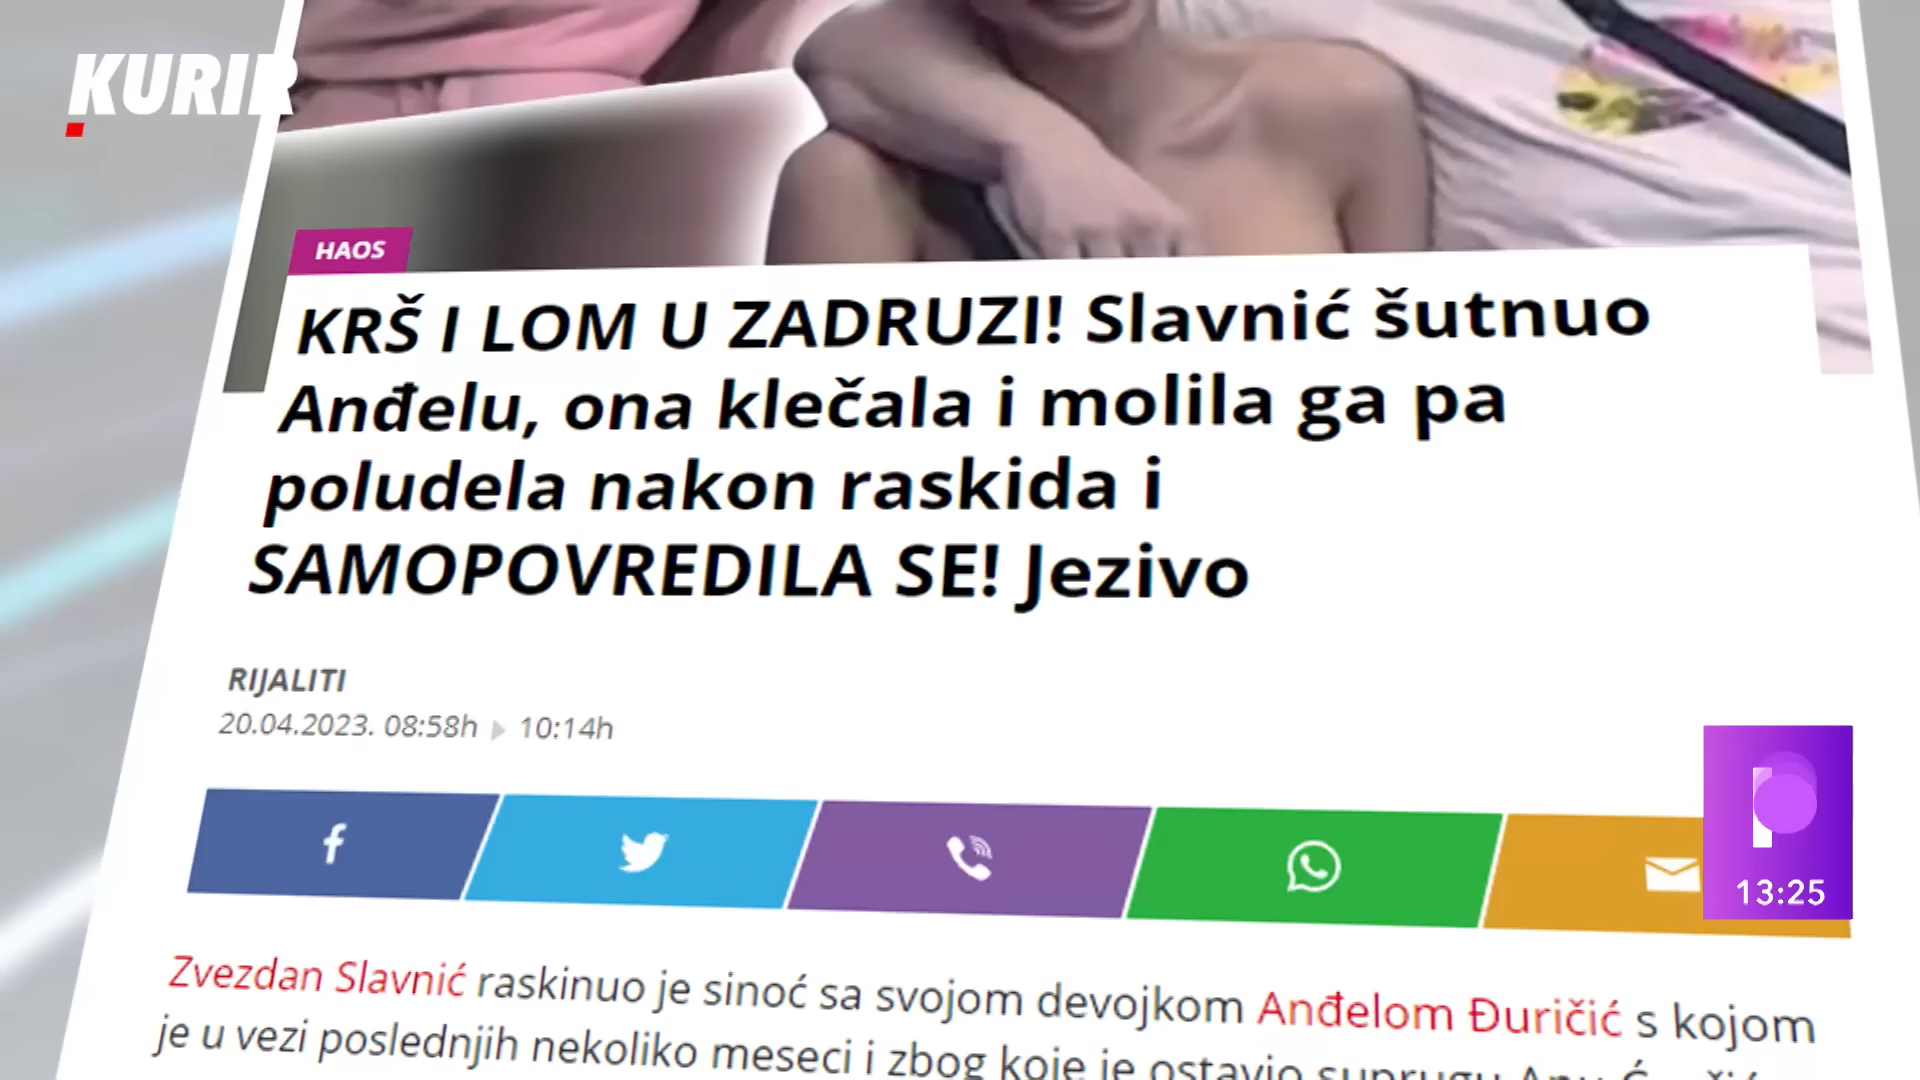 KURIR
HAOS
KRŠ I LOM U ZADRUZI! Slavnić šutnuo
Anđelu, ona klečala i molila ga pa
poludela nakon raskida i
SAMOPOVREDILA SE! Jezivo
RIJALITI
20.04.2023. 08:58h 10:14h
13:25
Zvezdan Slavnić raskinuo je sinoć sa svojom devojkom Anđelom Đuričić s kojom
je u vezi poslednjih nekoliko meseci i zbog koje je ostavio suprugu Anu